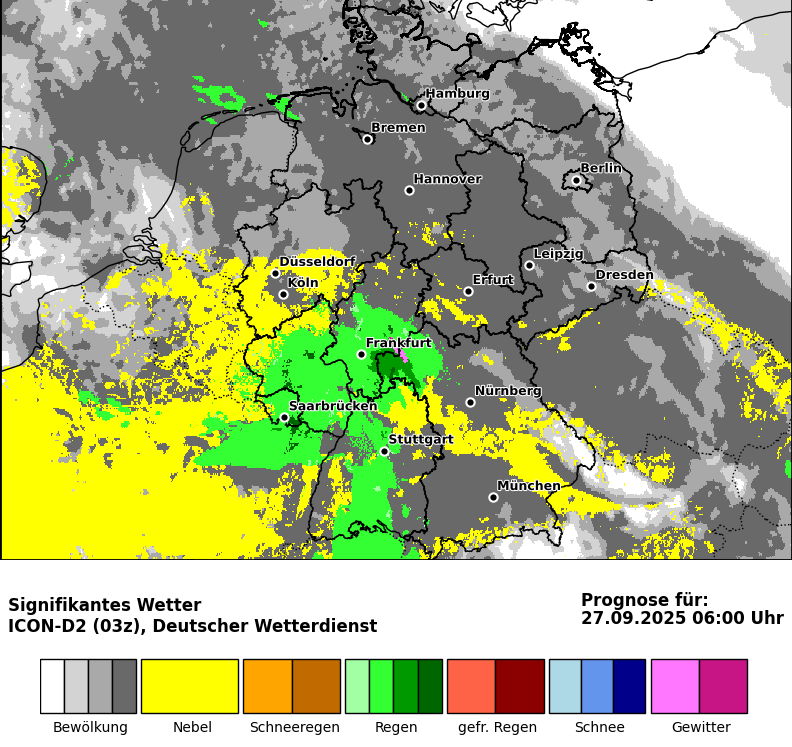 Hamburg
Bremen
Hannover
Berlin
Düsseldorf
Köln
Leipzig
Dresden
Erfurt
Frankfurt
Nürnberg
Saarbrücken
Stuttgart
München
Signifikantes Wetter
ICON-D2 (03z), Deutscher Wetterdienst
Prognose für:
27.09.2025 06:00 Uhr
Bewölkung Nebel Schneeregen Regen gefr. Regen Schnee Gewitter